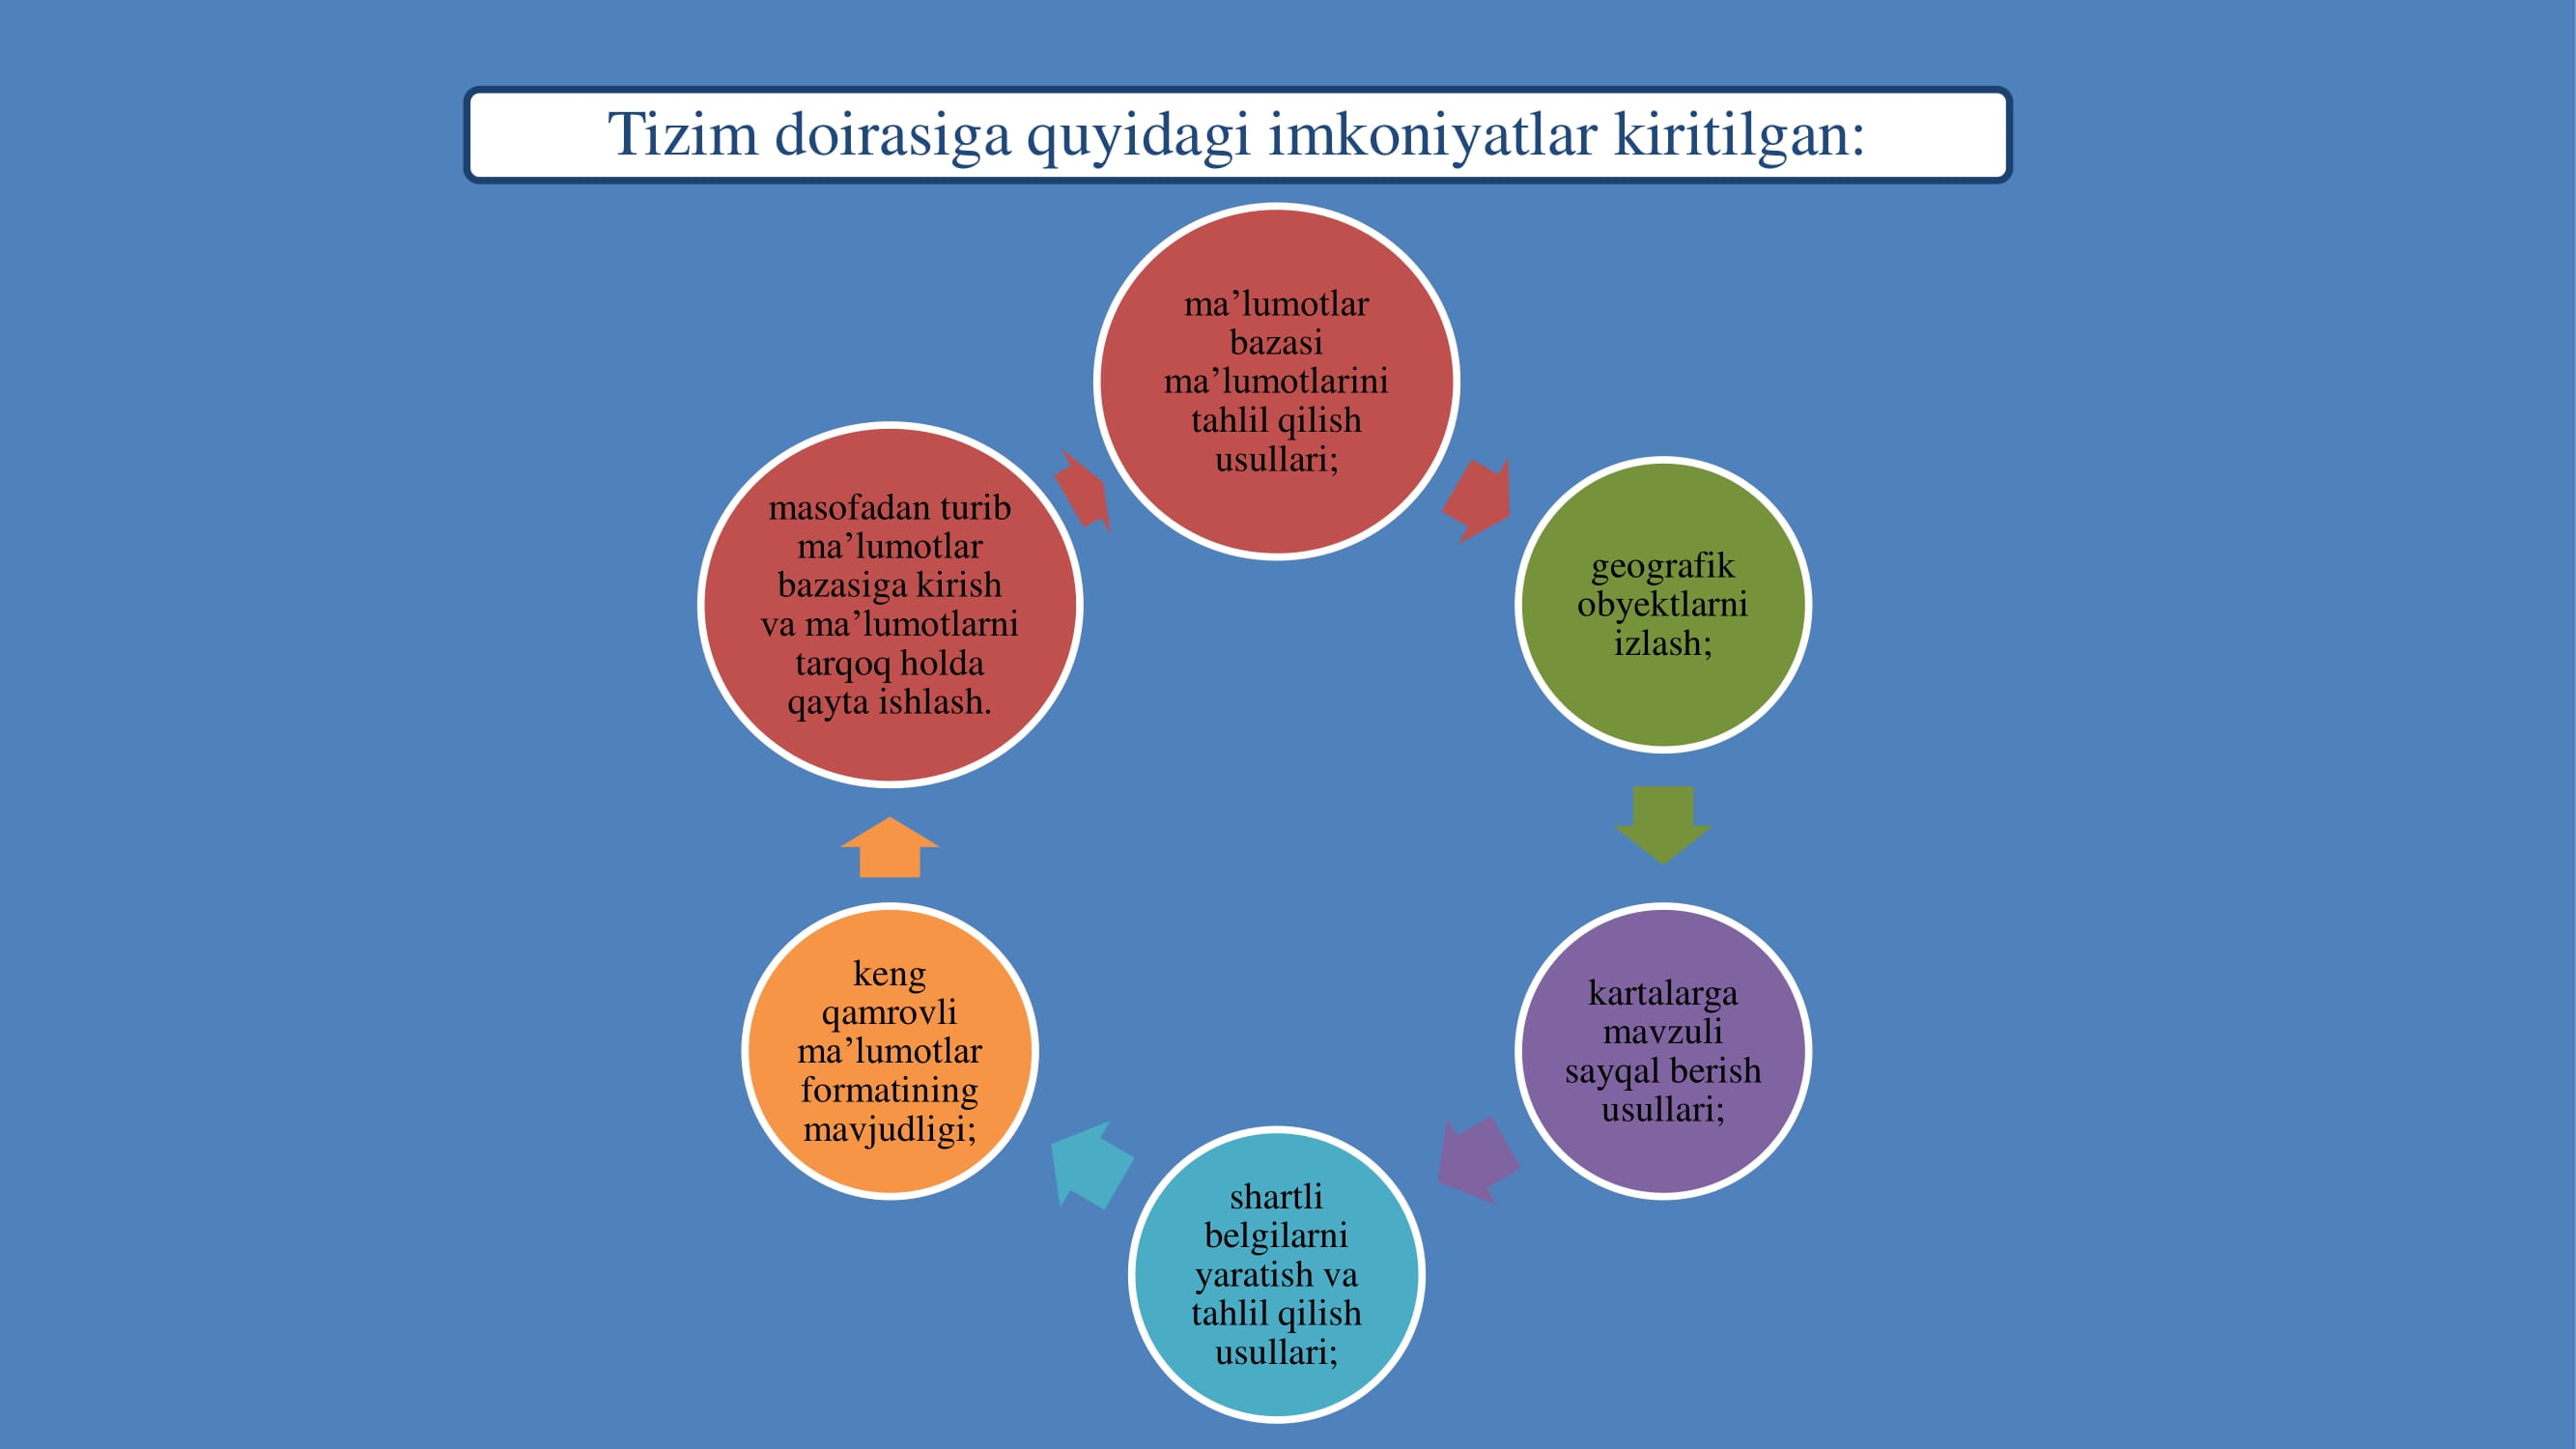 Tizim doirasiga quyidagi imkoniyatlar kiritilgan:
ma’lumotlar
bazasi
ma’lumotlarini
tahlil qilish
usullari;
geografik
obyektlarni
izlash;
kartalarga
mavzuli
sayqal berish
usullari;
shartli
belgilarni
yaratish va
tahlil qilish
usullari;
keng
qamrovli
ma’lumotlar
formatining
mavjudligi;
masofadan turib
ma’lumotlar
bazasiga kirish
va ma’lumotlarni
tarqoq holda
qayta ishlash.